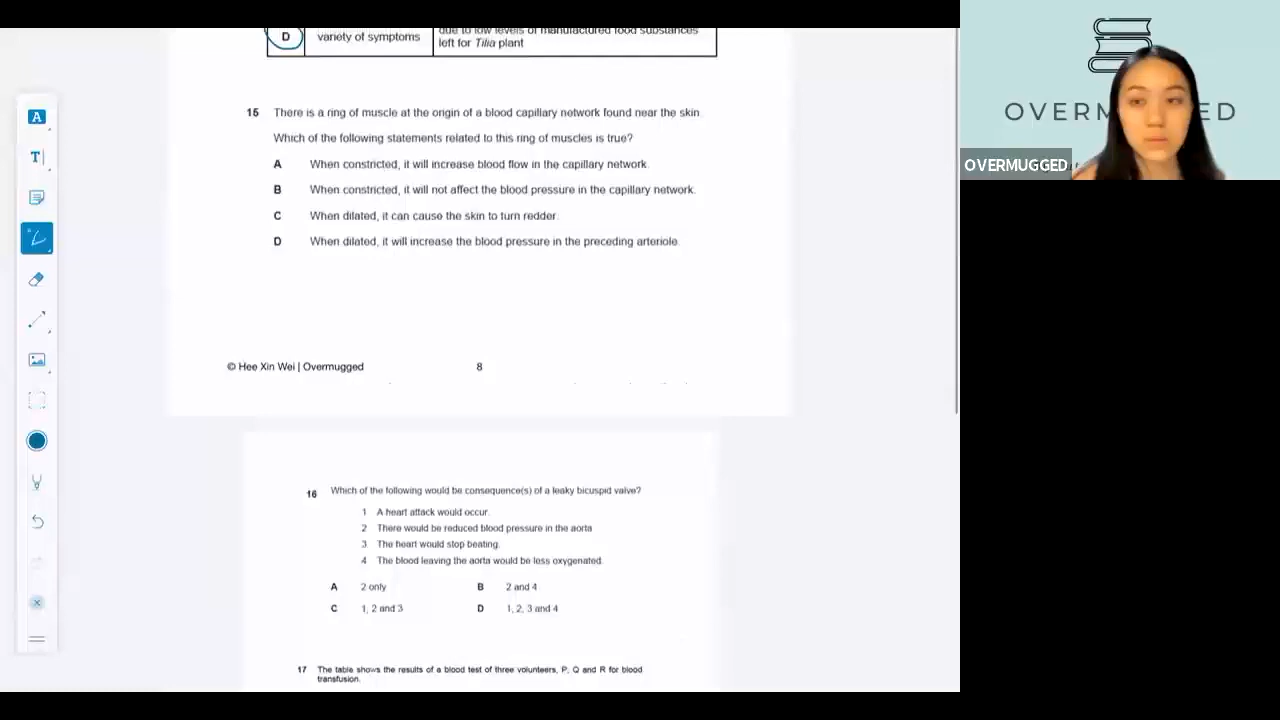 D variety of symptoms due to low levels of manufactured food substances
left for Tilia plant
15 There is a ring of muscle at the origin of a blood capillary network found near the skin.
Which of the following statements related to this ring of muscles is true?
A When constricted, it will increase blood flow in the capillary network.
B When constricted, it will not affect the blood pressure in the capillary network.
C When dilated, it can cause the skin to turn redder.
D When dilated, it will increase the blood pressure in the preceding arteriole.
© Hee Xin Wei | Overmugged 8
16 Which of the following would be consequence(s) of a leaky bicuspid valve?
1 A heart attack would occur.
2 There would be reduced blood pressure in the aorta
3 The heart would stop beating.
4 The blood leaving the aorta would be less oxygenated.
A 2 only B 2 and 4
C 1, 2 and 3 D 1, 2, 3 and 4
17 The table shows the results of a blood test of three volunteers, P, Q and R for blood
transfusion.
A
T
OVERM ED
OVERMUGGED